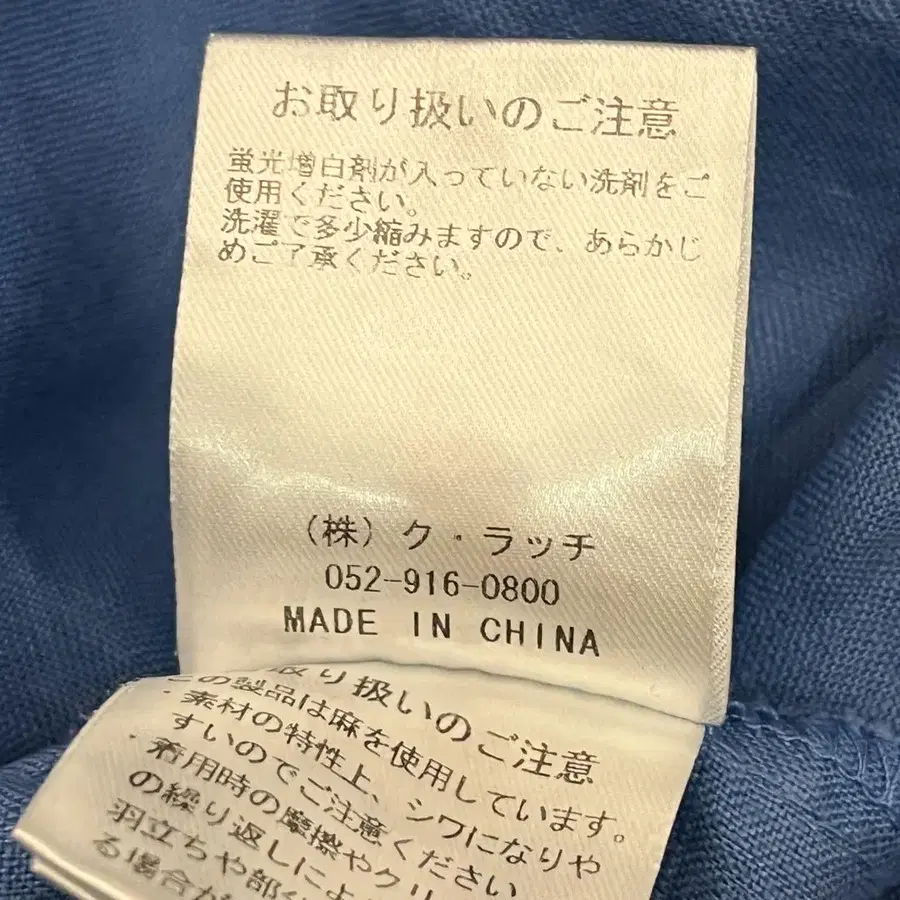 お取り扱いのご注意
蛍光増白剤が入っていない洗剤をご
使用ください。
洗濯で多少縮みますので、あらかじ
めご了承ください。
（株）ク・ラッチ
052-916-0800
MADE IN CHINA
取り扱いのご注意
この製品は麻を使用しています。
・素材の特性上、シワになりや
すいのでご注意ください
・着用時の摩擦やクリ
の繰り返しによ
羽立ちや部
る場合が